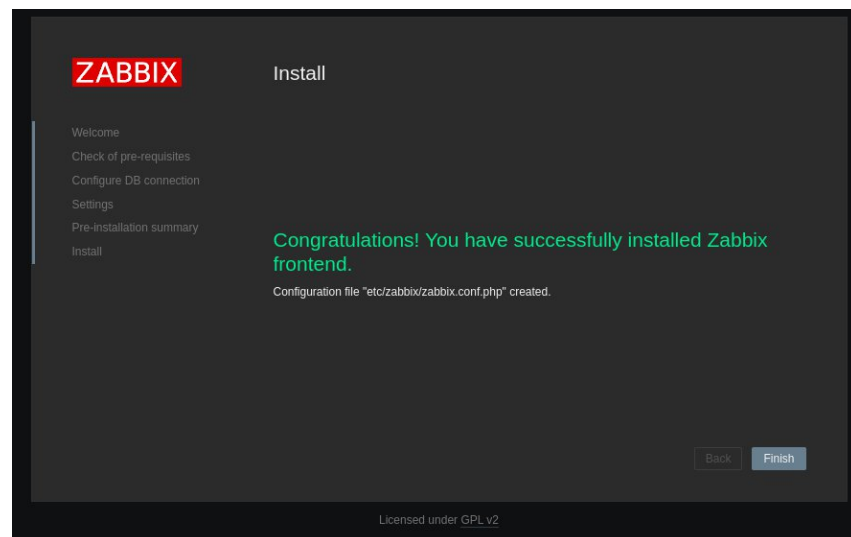 ZABBIX
Install
Welcome
Check of pre-requisites
Configure DB connection
Settings
Pre-installation summary
Install
Congratulations! You have successfully installed Zabbix
frontend.
Configuration file "etc/zabbix/zabbix.conf.php" created.
Back
Finish
Licensed under GPL v2